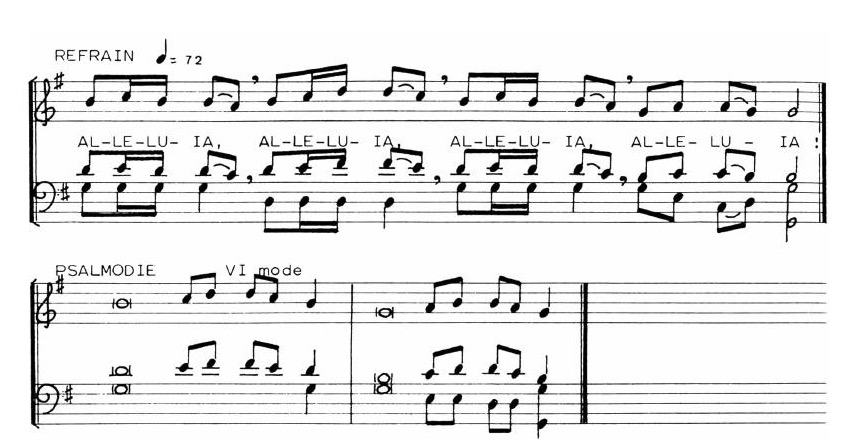 REFRAIN ♩= 72
AL-LE-LU- IA, AL-LE-LU- IA, AL-LE-LU- IA, AL-LE- LU - IA :
PSALMODIE VI mode